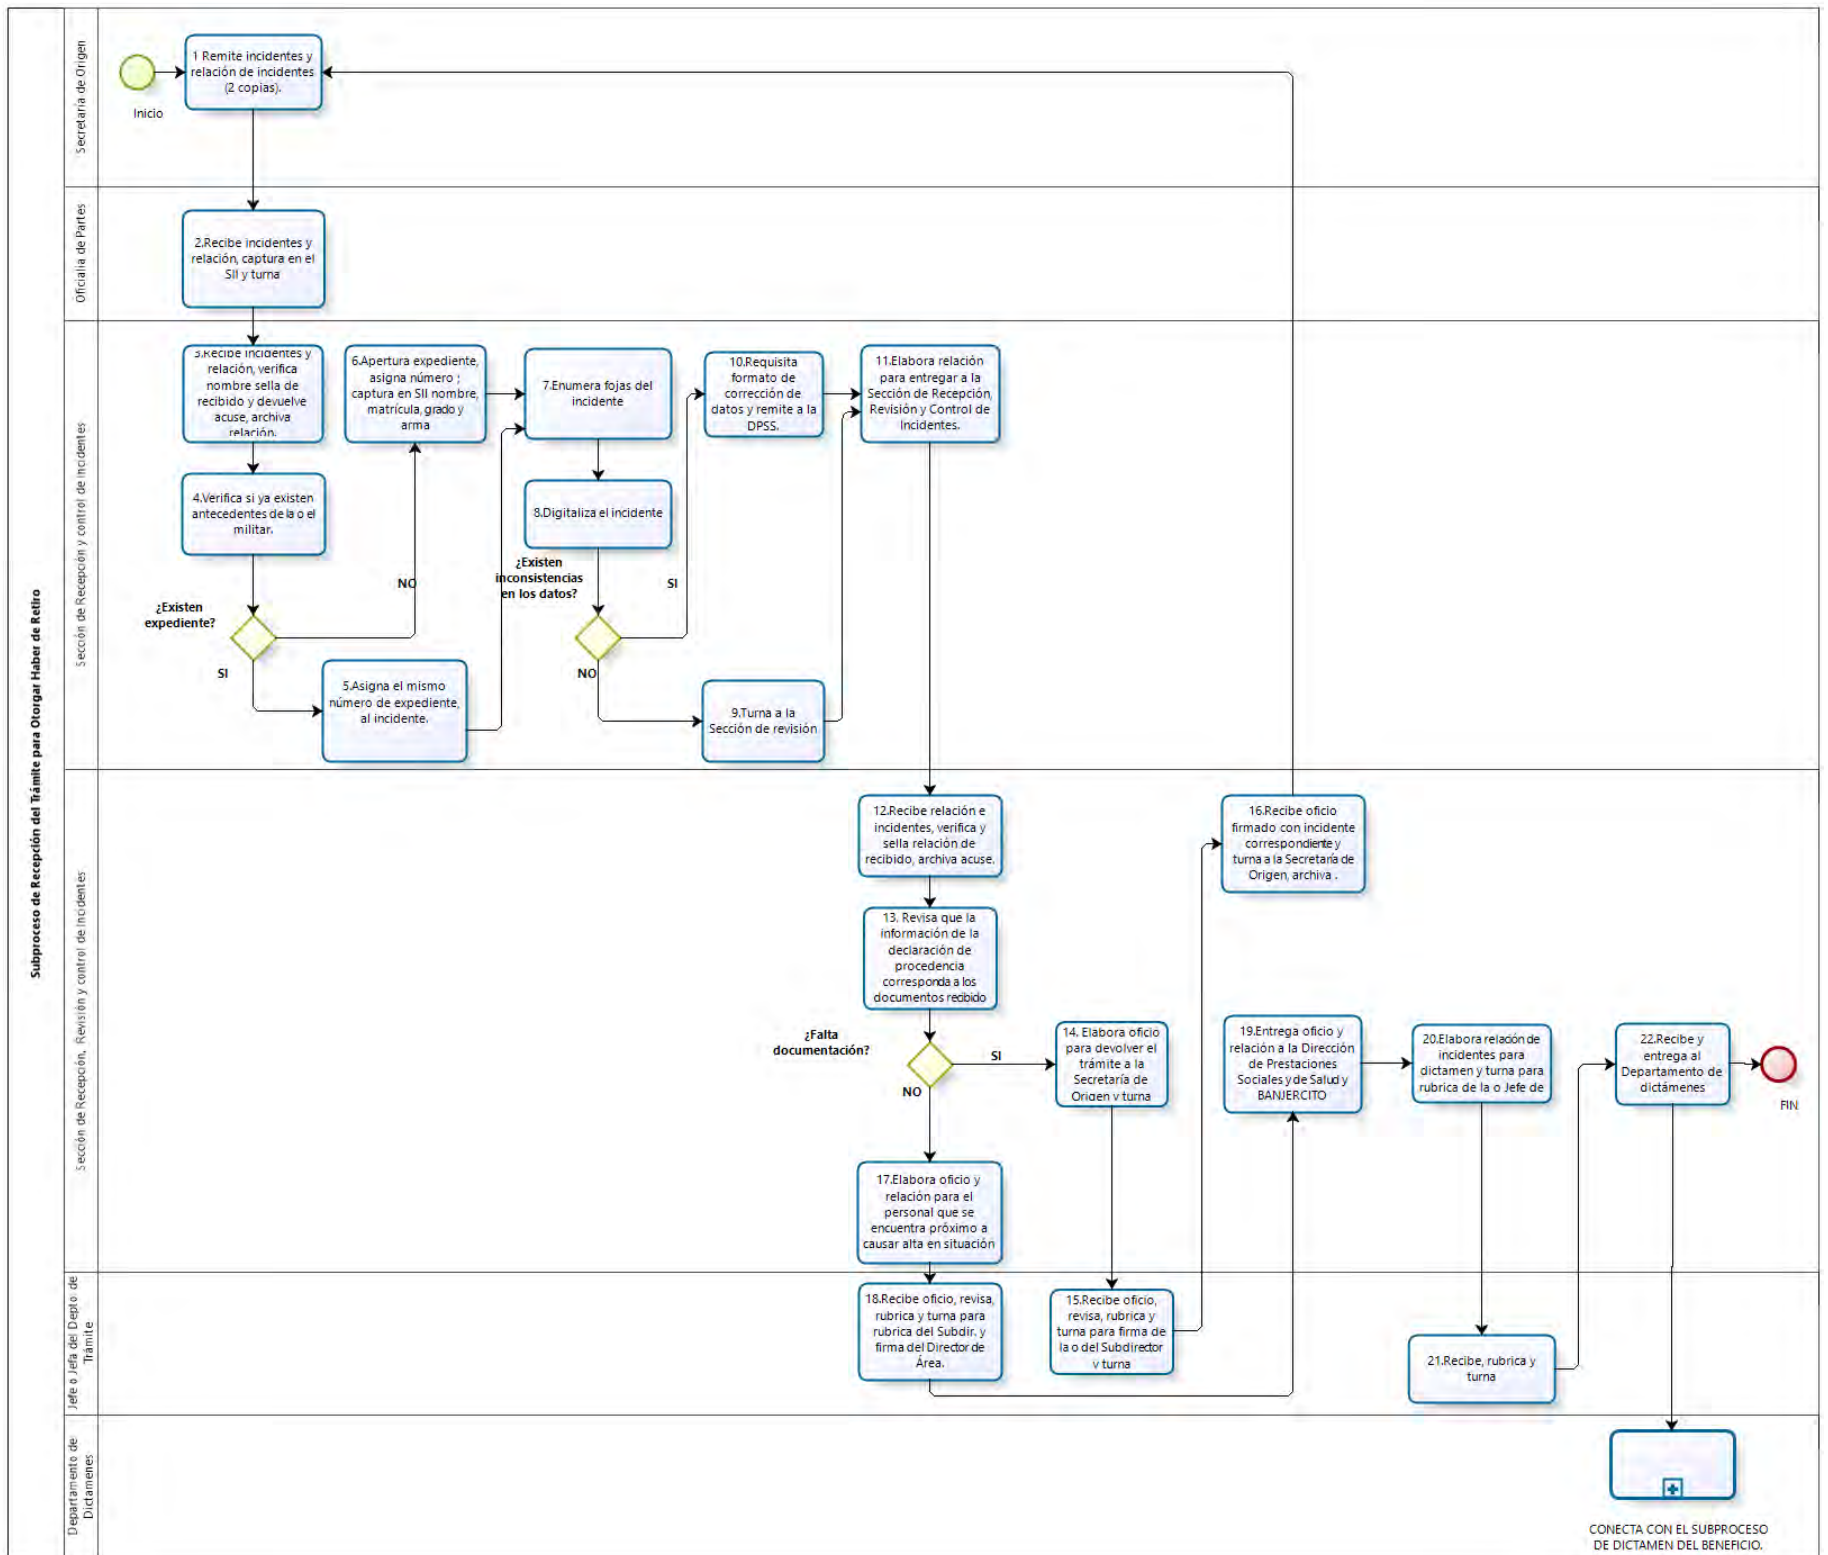 Subproceso de Recepción del Trámite para Otorgar Haber de Retiro
Secretaría de Origen
Inicio
1 Remite incidentes y
relación de incidentes
(2 copias).
Oficialia de Partes
2.Recibe incidentes y
relación, captura en el
SII y turna
Sección de Recepción y control de incidentes
3.Recibe incidentes y
relación, verifica
nombre sella de
recibido y devuelve
acuse, archiva
relación.
4.Verifica si ya existen
antecedentes de la o el
militar.
¿Existen
expediente?
NO
SI
5.Asigna el mismo
número de expediente,
al incidente.
6.Apertura expediente,
asigna número ;
captura en SII nombre,
matrícula, grado y
arma
7.Enumera fojas del
incidente
8.Digitaliza el incidente
¿Existen
inconsistencias
en los datos?
SI
NO
9.Turna a la
Sección de revisión
10.Requisita
formato de
corrección de
datos y remite a la
DPSS.
11.Elabora relación
para entregar a la
Sección de Recepción,
Revisión y Control de
Incidentes.
Sección de Recepción, Revisión y control de Incidentes
12.Recibe relación e
incidentes, verifica y
sella relación de
recibido, archiva acuse.
13. Revisa que la
información de la
declaración de
procedencia
corresponda a los
documentos recibido
¿Falta
documentación?
SI
NO
14. Elabora oficio
para devolver el
trámite a la
Secretaría de
Origen y turna
16.Recibe oficio
firmado con incidente
correspondiente y
turna a la Secretaría de
Origen, archiva .
17.Elabora oficio y
relación para el
personal que se
encuentra próximo a
causar alta en situación
19.Entrega oficio y
relación a la Dirección
de Prestaciones
Sociales y de Salud y
BANJERCITO
20.Elabora relación de
incidentes para
dictamen y turna para
rubrica de la o Jefe de
22.Recibe y
entrega al
Departamento de
dictámenes
FIN
Jefe o Jefa del Depto. de
Trámite
18.Recibe oficio, revisa,
rubrica y turna para
rubrica del Subdir. y
firma del Director de
Área.
15.Recibe oficio,
revisa, rubrica y
turna para firma de
la o del Subdirector
y turna
21.Recibe, rubrica y
turna
Departamento de
Dictamenes
CONECTA CON EL SUBPROCESO
DE DICTAMEN DEL BENEFICIO.